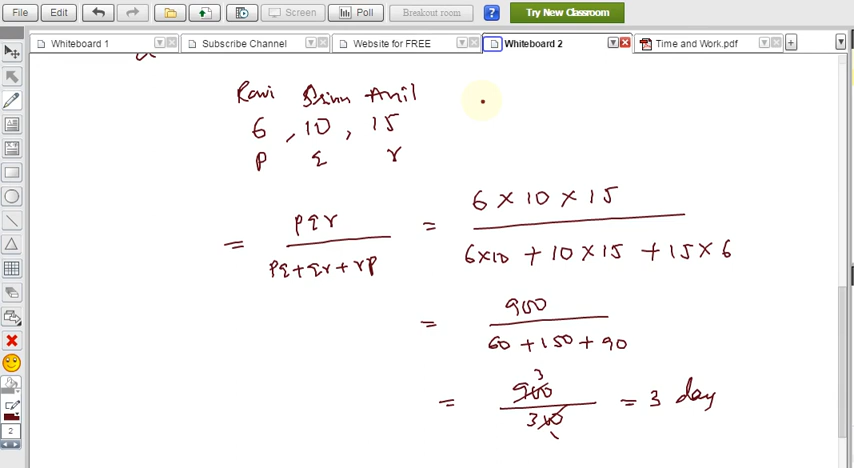 File Edit Screen Poll Breakout room ? Try New Classroom
Whiteboard 1 Subscribe Channel Website for FREE Whiteboard 2 Time and Work.pdf +
Ravi Anil
6 , 10 , 15
p q r
= pqr / pq+qr+rp = 6 × 10 × 15 / 6×10 + 10 × 15 + 15 × 6
= 900 / 60 + 150 + 90
= 900 / 300 = 3 day
3
1
2